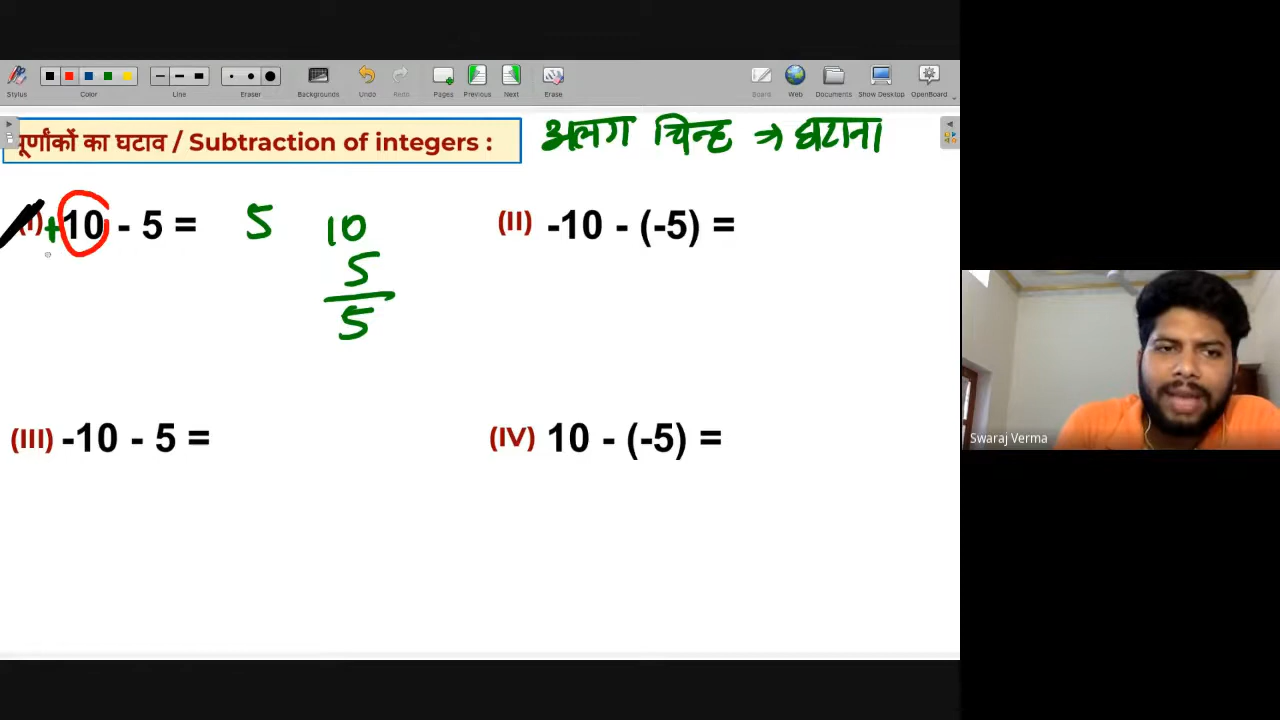 Stylus Color Line Eraser Backgrounds Undo Redo Pages Previous Next Erase Board Web Documents Show Desktop OpenBoard
पूर्णांकों का घटाव / Subtraction of integers :
अलग चिन्ह → घटाना
(I) +10 - 5 = 5
10
5
5
(II) -10 - (-5) =
(III) -10 - 5 =
(IV) 10 - (-5) =
Swaraj Verma